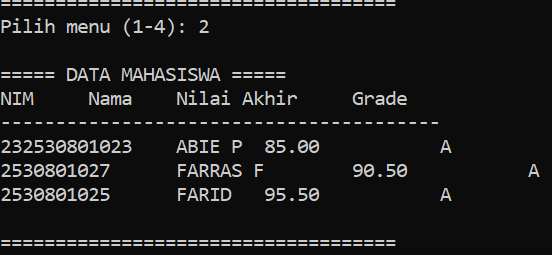 ====================================
Pilih menu (1-4): 2
===== DATA MAHASISWA =====
NIM     Nama    Nilai Akhir     Grade
----------------------------------------
232530801023    ABIE P  85.00           A
2530801027      FARRAS F        90.50           A
2530801025      FARID   95.50           A
====================================